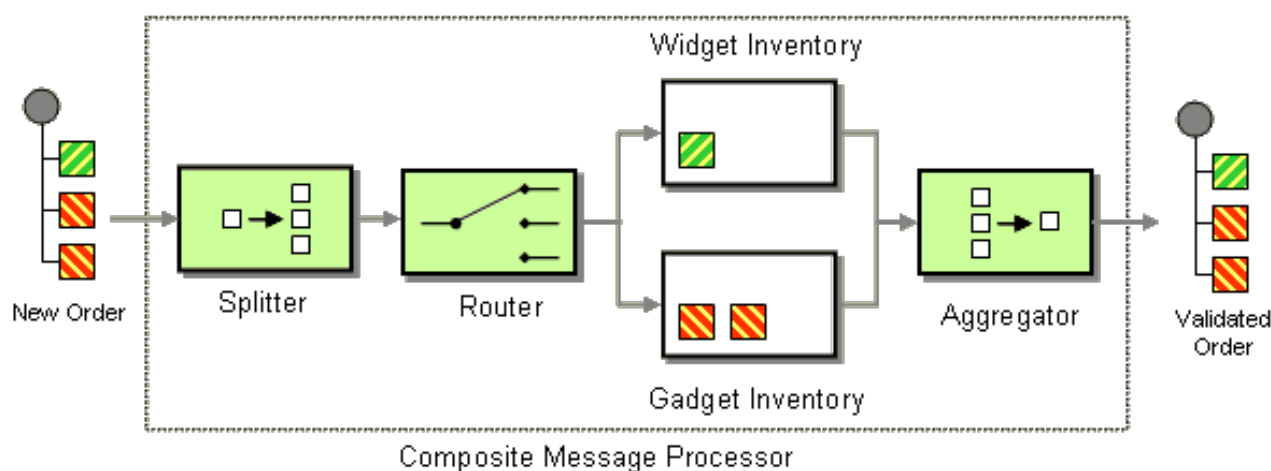 Widget Inventory
New Order
Splitter
Router
Aggregator
Validated
Order
Gadget Inventory
Composite Message Processor